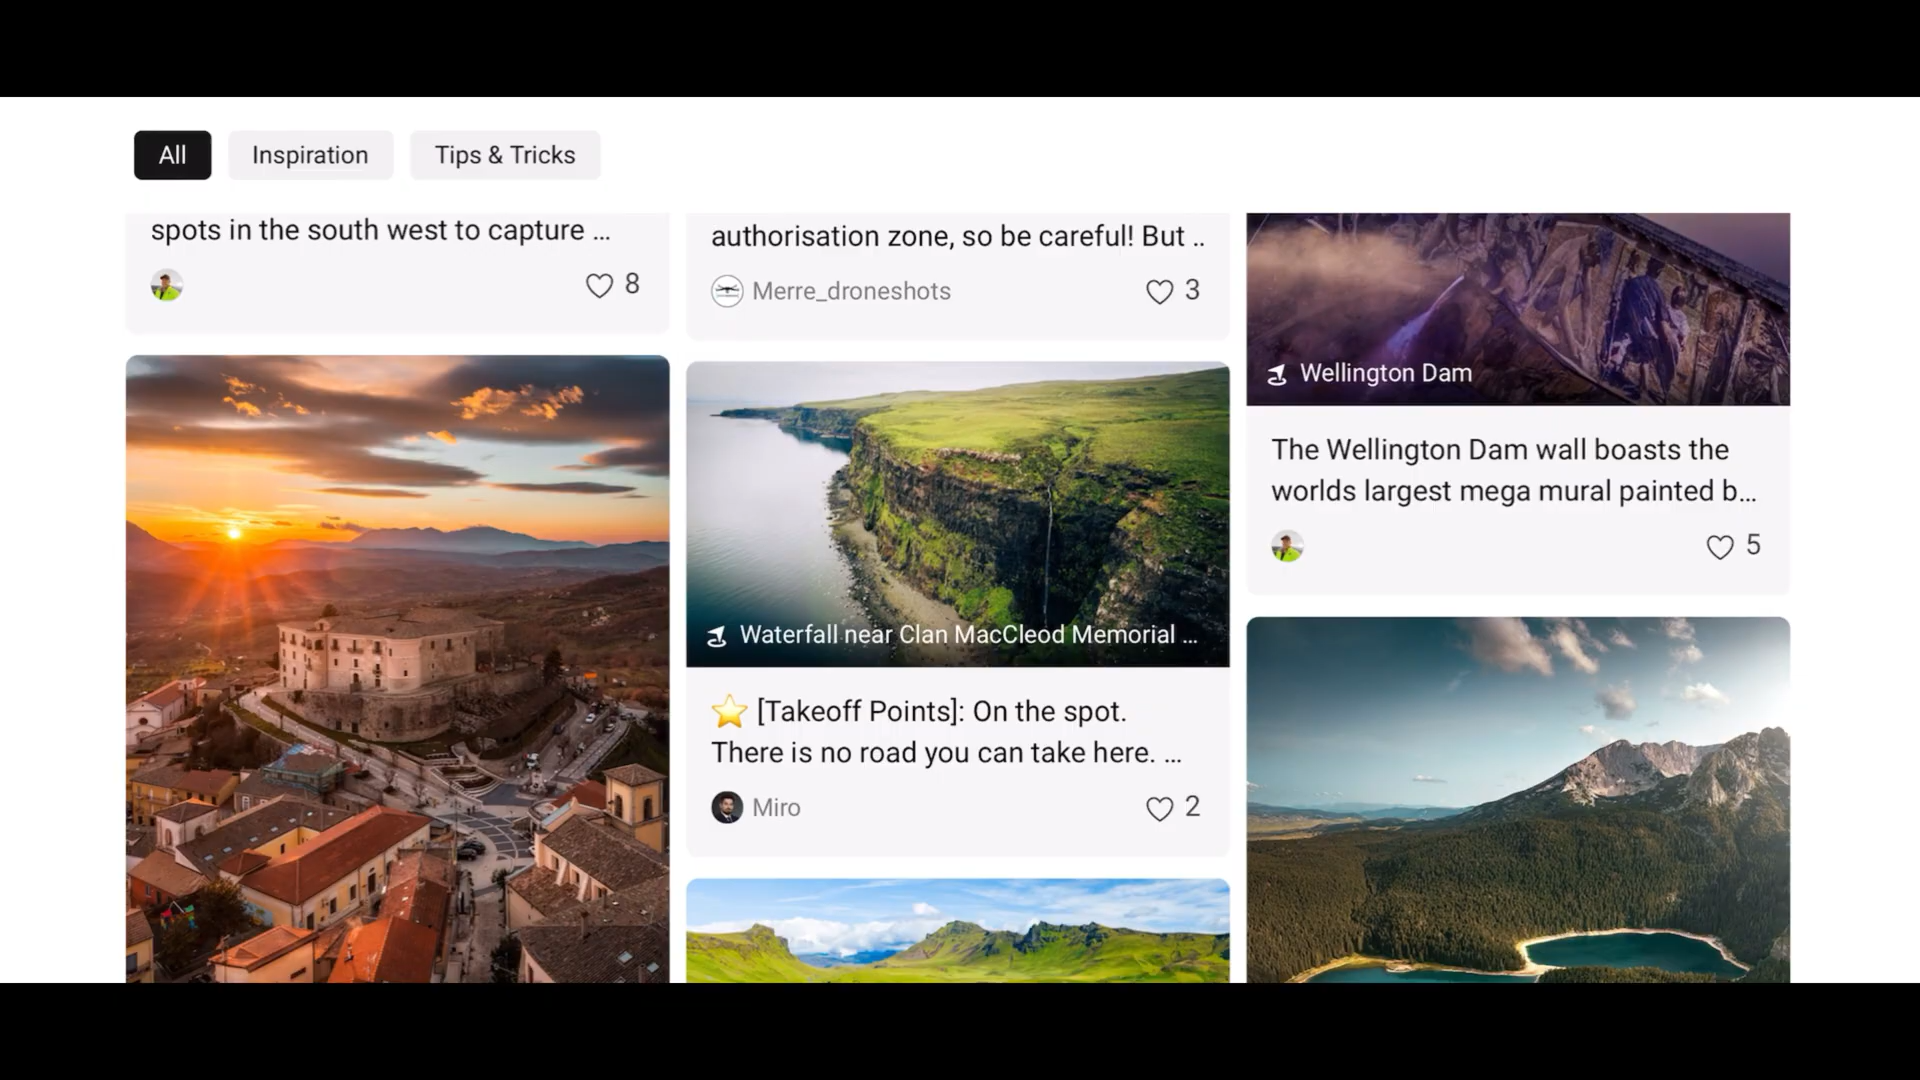 All
Inspiration
Tips & Tricks
spots in the south west to capture ...
8
authorisation zone, so be careful! But ..
Merre_droneshots
3
Wellington Dam
The Wellington Dam wall boasts the
worlds largest mega mural painted b...
5
Waterfall near Clan MacCleod Memorial ...
⭐ [Takeoff Points]: On the spot.
There is no road you can take here. ...
Miro
2